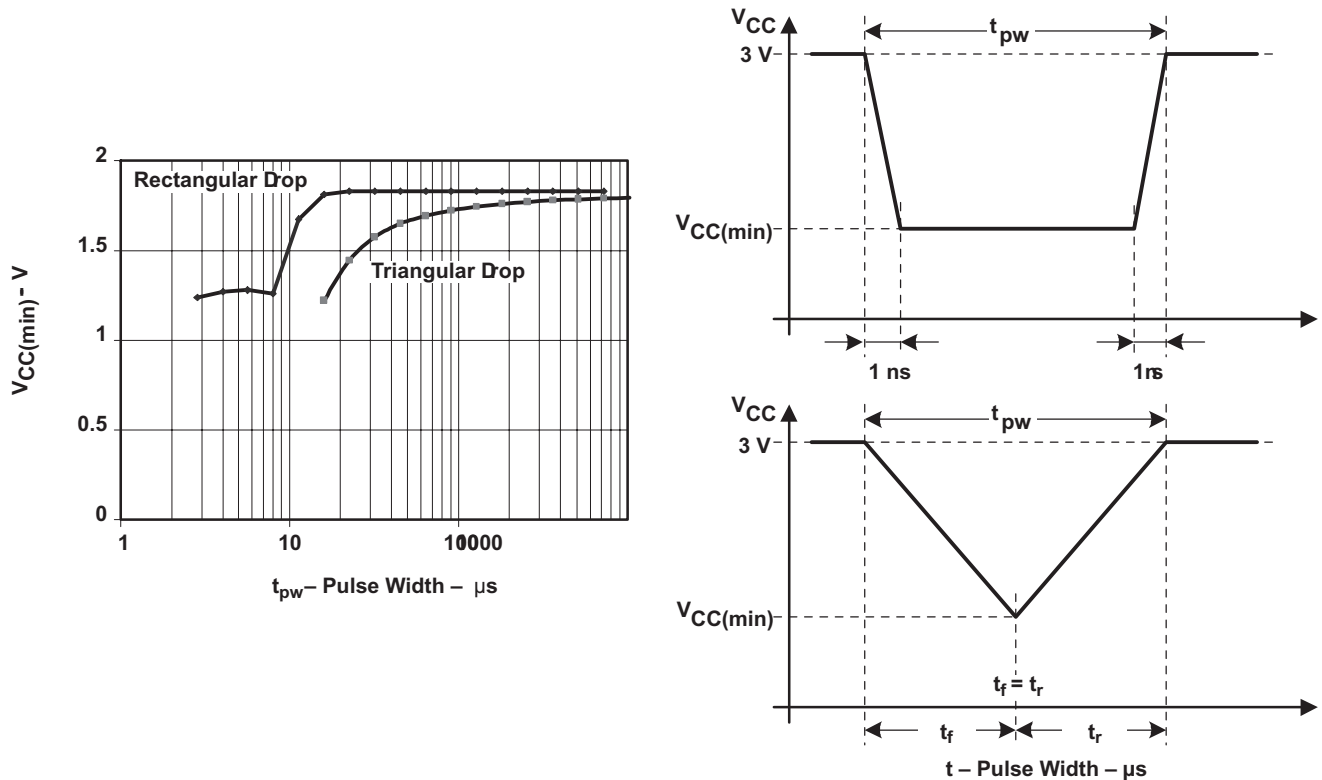 2
Rectangular Drop
1.5
Triangular Drop
1
0.5
0
VCC(min) - V
1
10
10000
tpw – Pulse Width – μs
VCC
3 V
tpw
VCC(min)
1 ns
1ns
VCC
3 V
tpw
VCC(min)
tf = tr
tf
tr
t – Pulse Width – μs